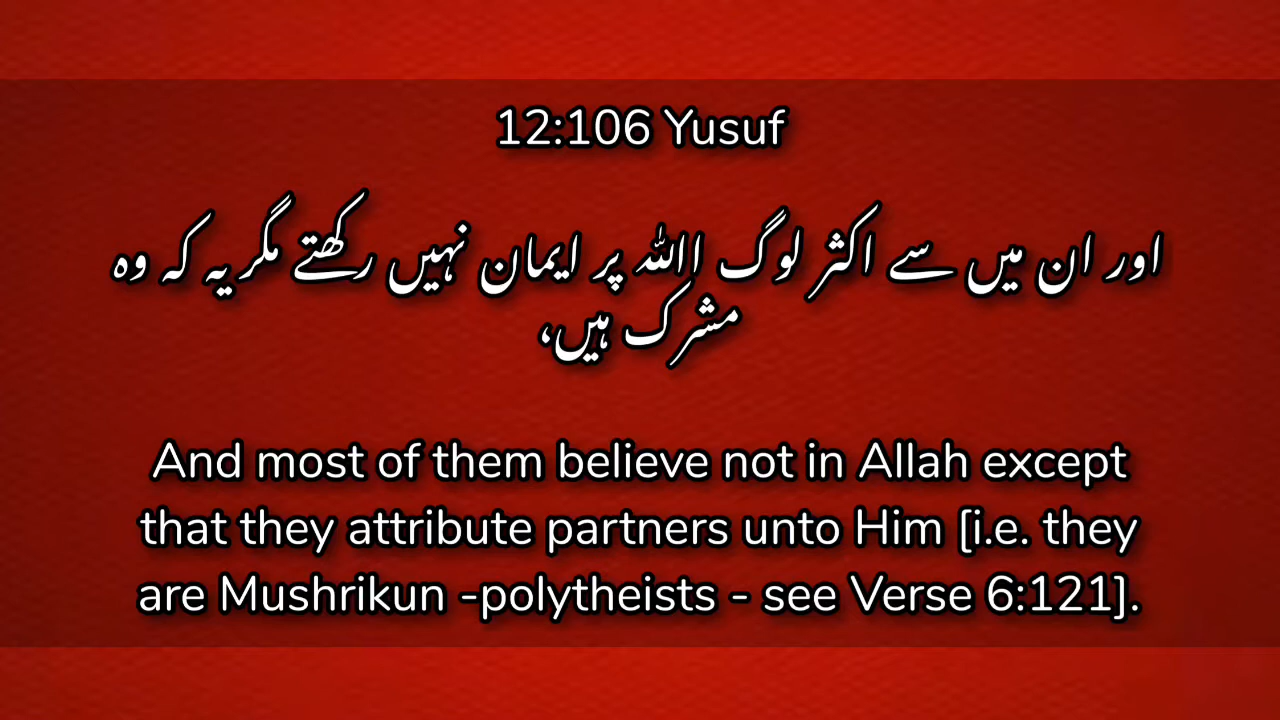 12:106 Yusuf
اور ان میں سے اکثر لوگ االلہ پر ایمان نہیں رکھتے مگر یہ کہ وہ
مشرک ہیں،
And most of them believe not in Allah except
that they attribute partners unto Him [i.e. they
are Mushrikun -polytheists - see Verse 6:121].